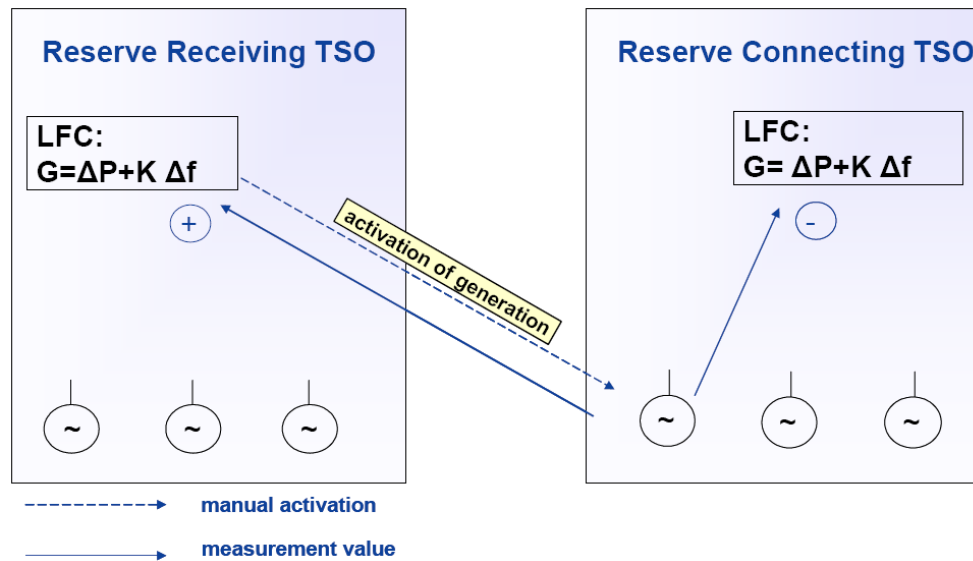 Reserve Receiving TSO
LFC:
G=ΔP+K Δf
+
activation of generation
~
~
~
Reserve Connecting TSO
LFC:
G= ΔP+K Δf
-
~
~
~
manual activation
measurement value